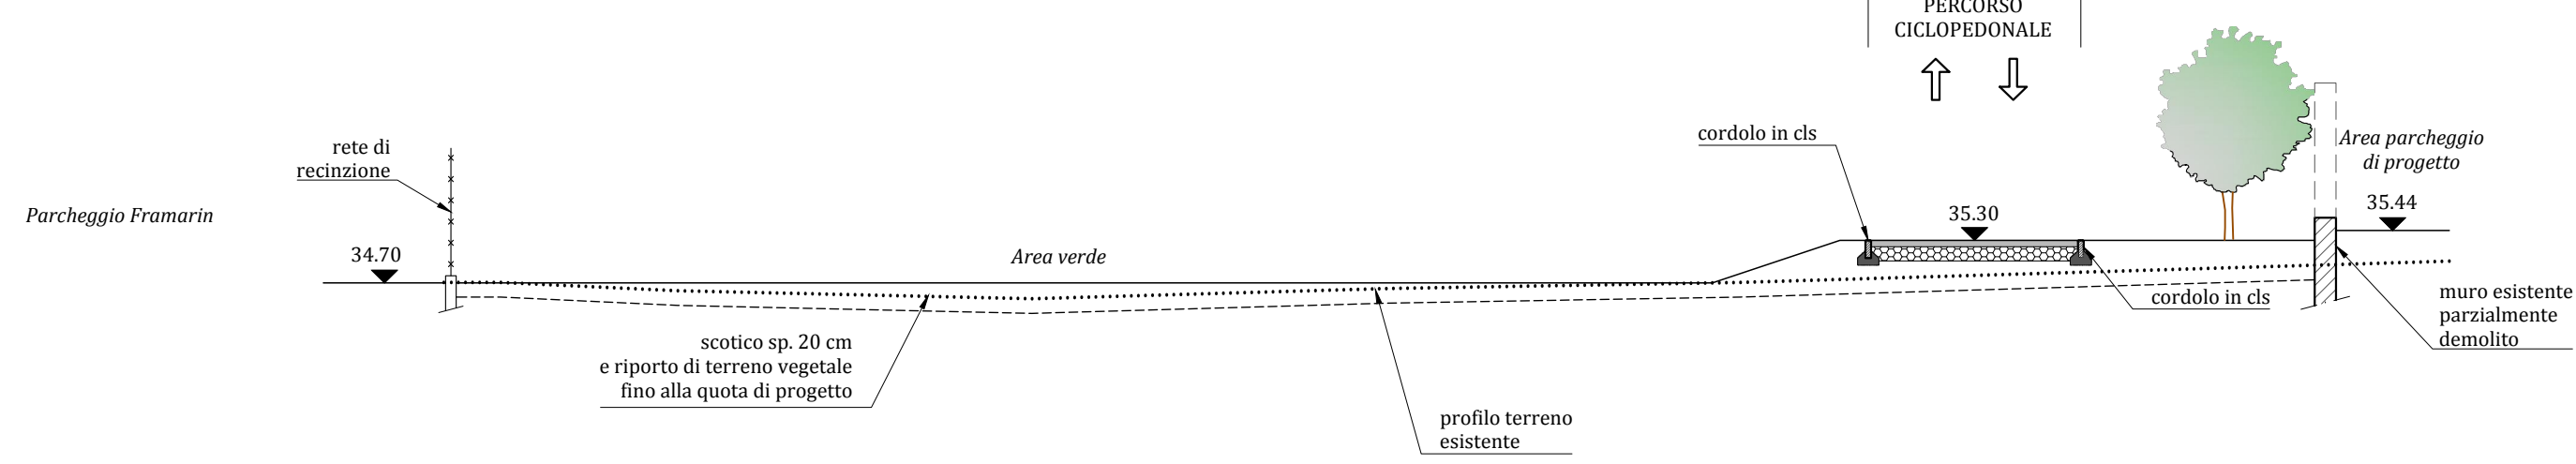 PERCORSO
CICLOPEDONALE
cordolo in cls
rete di
recinzione
Area parcheggio
di progetto
Parcheggio Framarin
35.30
35.44
34.70
Area verde
cordolo in cls
muro esistente
parzialmente
demolito
scotico sp. 20 cm
e riporto di terreno vegetale
fino alla quota di progetto
profilo terreno
esistente